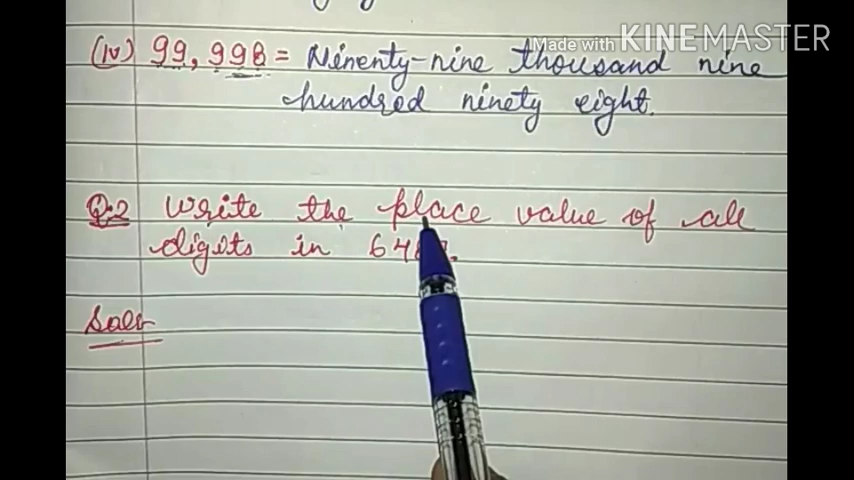 Made with KINEMASTER
(iv) 99,998 = Ninenty-nine thousand nine
hundred ninety eight.
Q.2 Write the place value of all
digits in
Soln